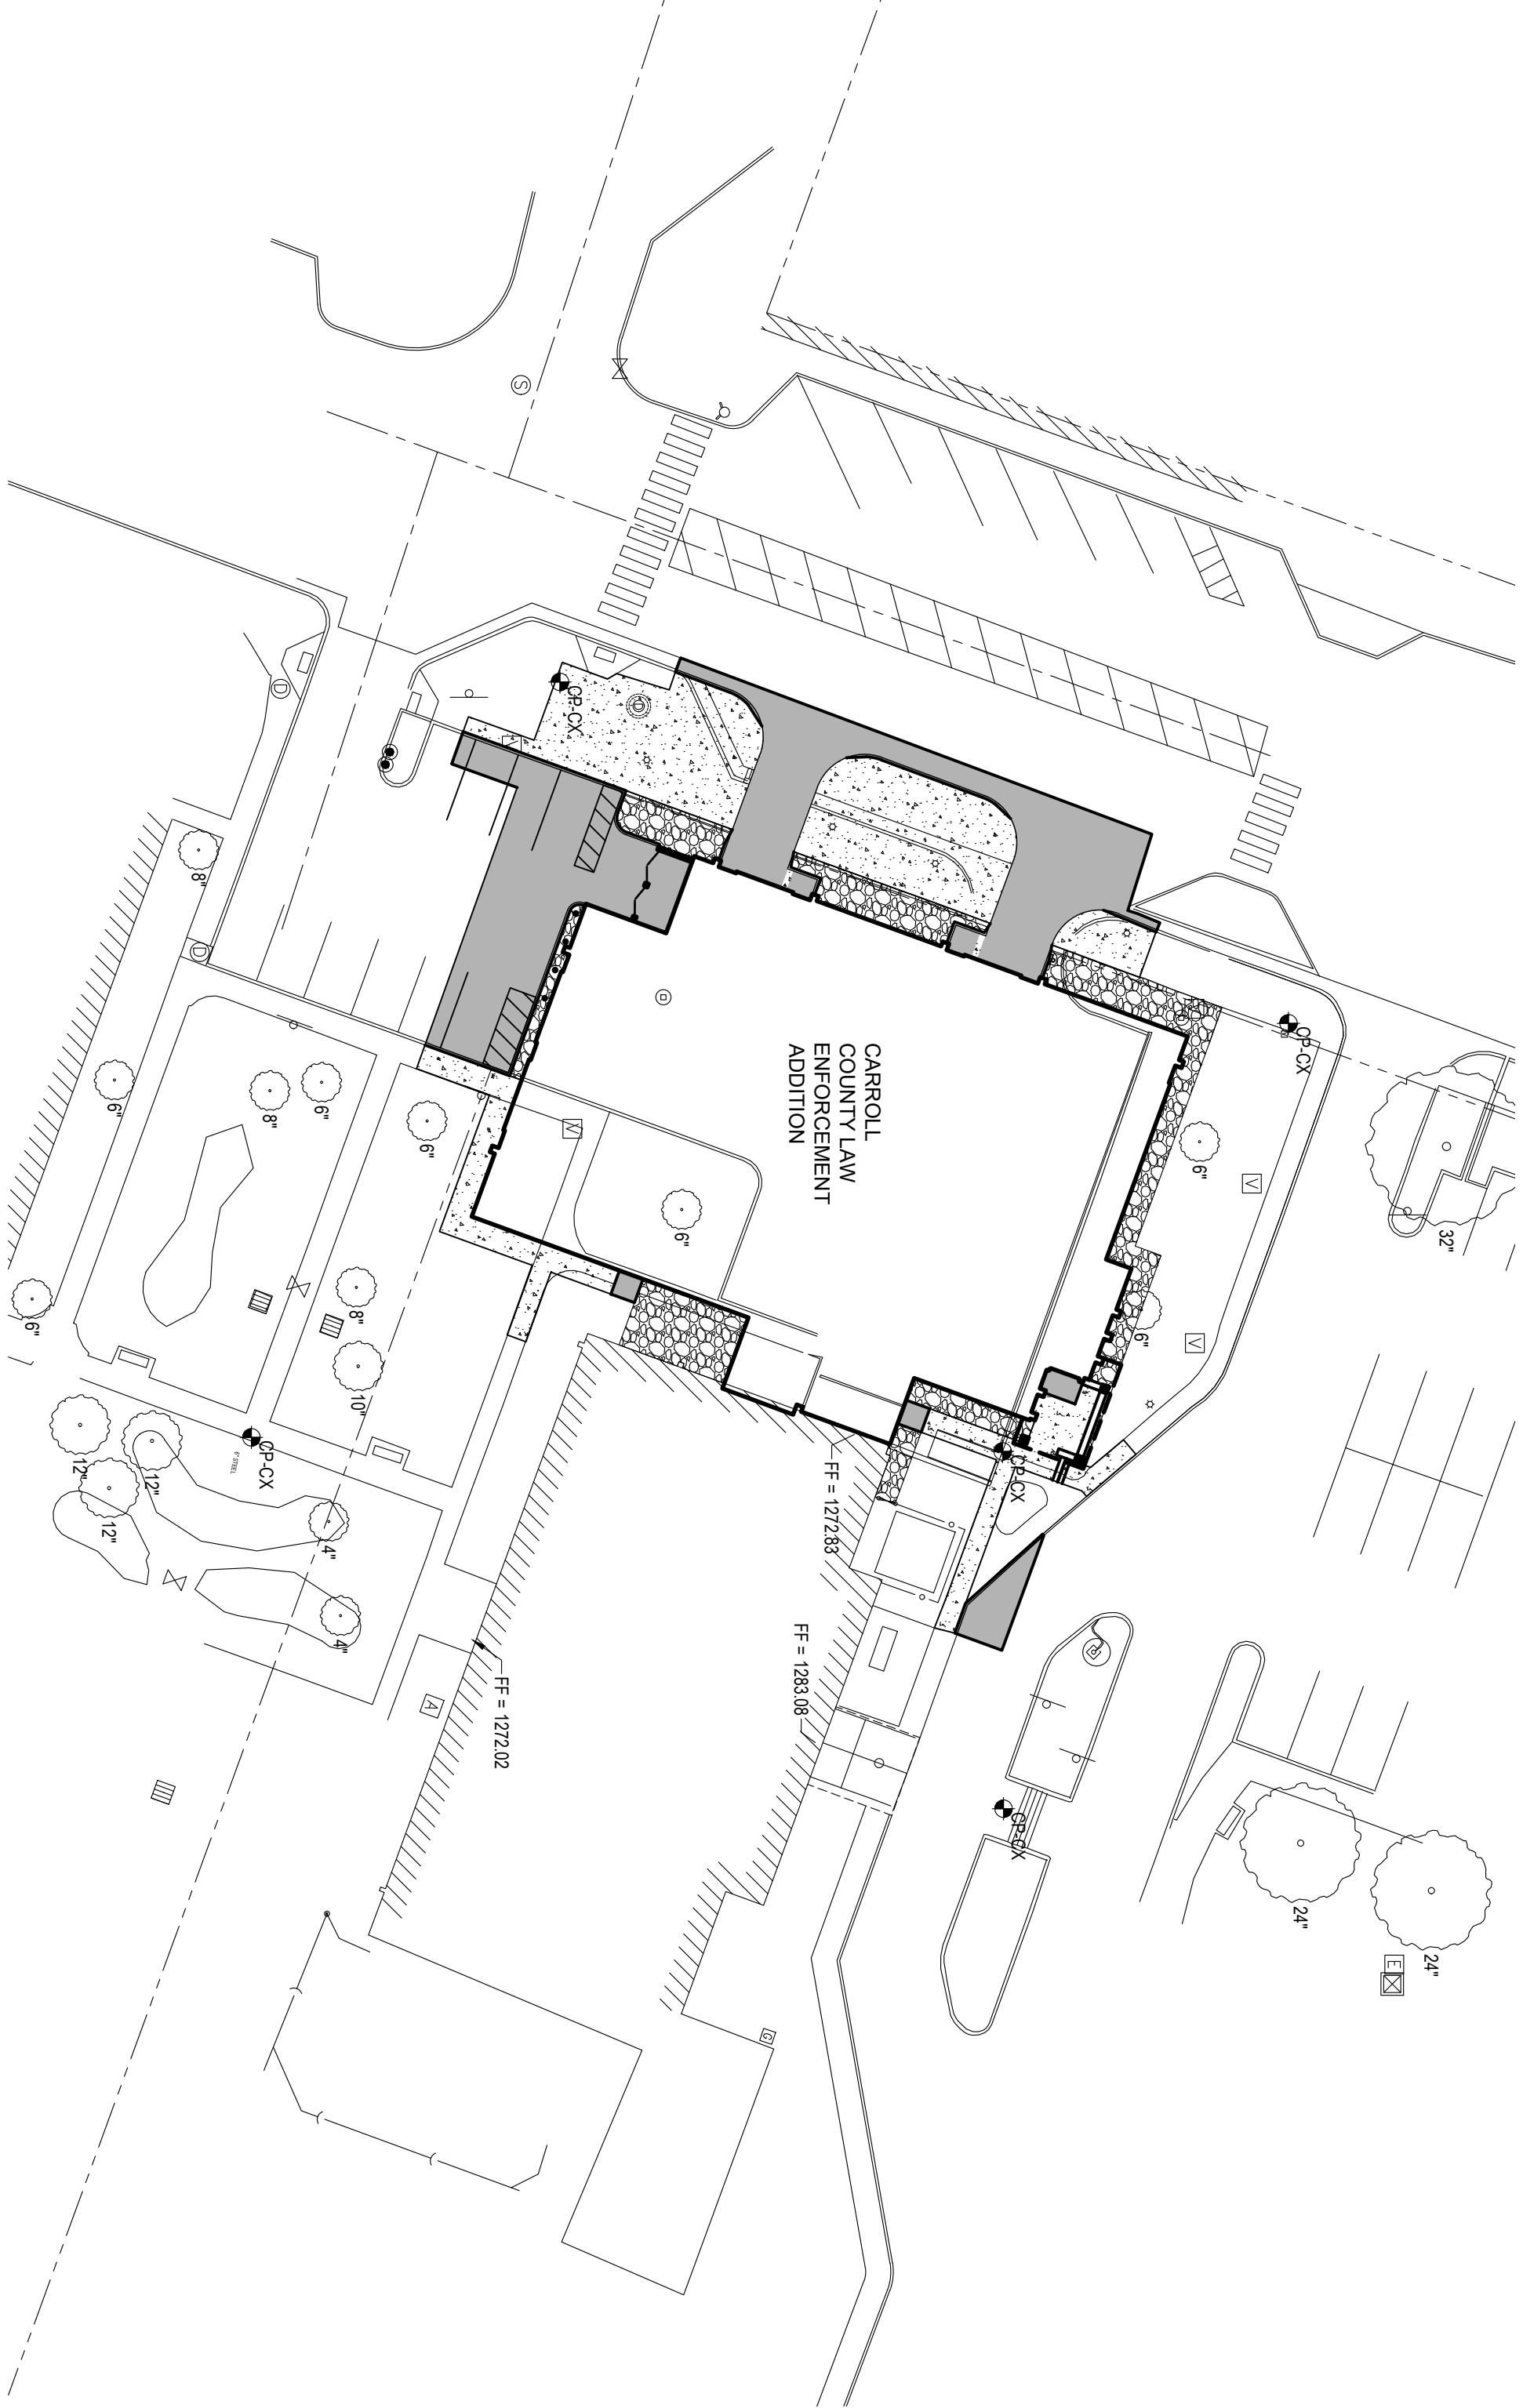 CARROLL
COUNTY LAW
ENFORCEMENT
ADDITION
FF = 1272.83
FF = 1283.08
FF = 1272.02
CP-CX
CP-CX
CP-CX
CP-CX
CP-CX
32"
24"
24"
6"
6"
6"
6"
6"
6"
6"
8"
8"
8"
10"
12"
12"
12"
4"
4"
6" STEEL
S
D
D
D
V
V
V
A
E
G